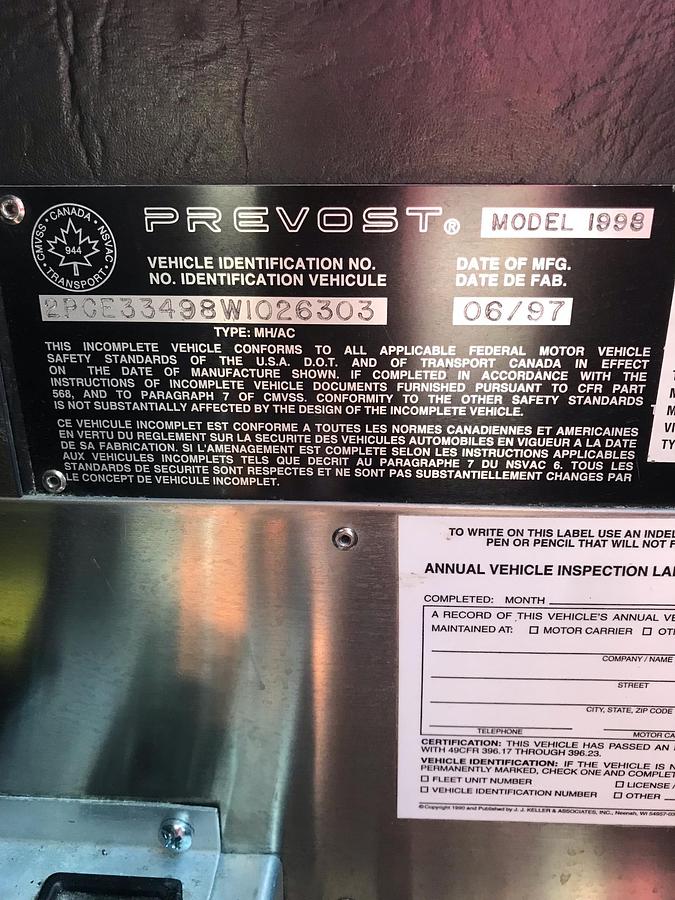 CANADA
CMVSS
NSVAC
944
TRANSPORT
PREVOST®
MODEL 1998
VEHICLE IDENTIFICATION NO.
NO. IDENTIFICATION VEHICULE
DATE OF MFG.
DATE DE FAB.
2PCE33498W1026303
06/97
TYPE: MH/AC
THIS INCOMPLETE VEHICLE CONFORMS TO ALL APPLICABLE FEDERAL MOTOR VEHICLE
SAFETY STANDARDS OF THE U.S.A. D.O.T. AND OF TRANSPORT CANADA IN EFFECT
ON THE DATE OF MANUFACTURE SHOWN. IF COMPLETED IN ACCORDANCE WITH THE
INSTRUCTIONS OF INCOMPLETE VEHICLE DOCUMENTS FURNISHED PURSUANT TO CFR PART
568, AND TO PARAGRAPH 7 OF CMVSS. CONFORMITY TO THE OTHER SAFETY STANDARDS
IS NOT SUBSTANTIALLY AFFECTED BY THE DESIGN OF THE INCOMPLETE VEHICLE.
CE VEHICULE INCOMPLET EST CONFORME A TOUTES LES NORMES CANADIENNES ET AMERICAINES
EN VERTU DU REGLEMENT SUR LA SECURITE DES VEHICULES AUTOMOBILES EN VIGUEUR A LA DATE
DE SA FABRICATION. SI L'AMENAGEMENT EST COMPLETE SELON LES INSTRUCTIONS APPLICABLES
AUX VEHICULES INCOMPLETS TELS QUE DECRIT AU PARAGRAPHE 7 DU NSVAC 6. TOUS LES
STANDARDS DE SECURITE SONT RESPECTES ET NE SONT PAS SUBSTANTIELLEMENT CHANGES PAR
LE CONCEPT DE VEHICULE INCOMPLET.
TO WRITE ON THIS LABEL USE AN
PEN OR PENCIL THAT WILL NOT
ANNUAL VEHICLE INSPECTION
COMPLETED: MONTH
A RECORD OF THIS VEHICLE'S ANNUAL
MAINTAINED AT: ☐ MOTOR CARRIER ☐
COMPANY / NAME
STREET
CITY, STATE, ZIP CODE
TELEPHONE
MOTOR
CERTIFICATION: THIS VEHICLE HAS PASSED AN
WITH 49CFR 396.17 THROUGH 396.23.
VEHICLE IDENTIFICATION: IF THE VEHICLE IS
PERMANENTLY MARKED, CHECK ONE AND
☐ FLEET UNIT NUMBER ☐ LICENSE
☐ VEHICLE IDENTIFICATION NUMBER ☐ OTHER
©Copyright 1990 and Published by J. J. KELLER & ASSOCIATES, INC., Neenah, WI